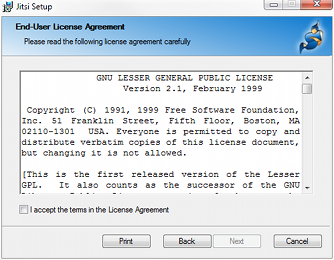 Jitsi Setup
End-User License Agreement
Please read the following license agreement carefully
GNU LESSER GENERAL PUBLIC LICENSE
Version 2.1, February 1999
Copyright (C) 1991, 1999 Free Software Foundation,
Inc. 51 Franklin Street, Fifth Floor, Boston, MA
02110-1301 USA. Everyone is permitted to copy and
distribute verbatim copies of this license document,
but changing it is not allowed.
[This is the first released version of the Lesser
GPL. It also counts as the successor of the GNU
I accept the terms in the License Agreement
Print
Back
Next
Cancel